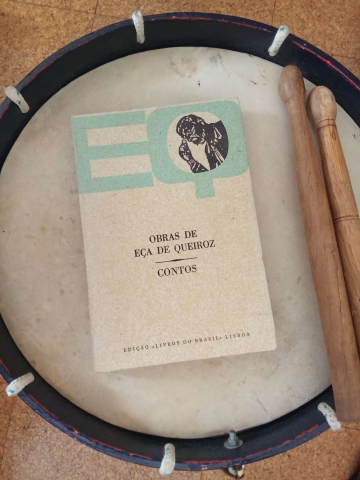 EQ
OBRAS DE
EÇA DE QUEIROZ
CONTOS
EDIÇÃO «LIVROS DO BRASIL» LISBOA